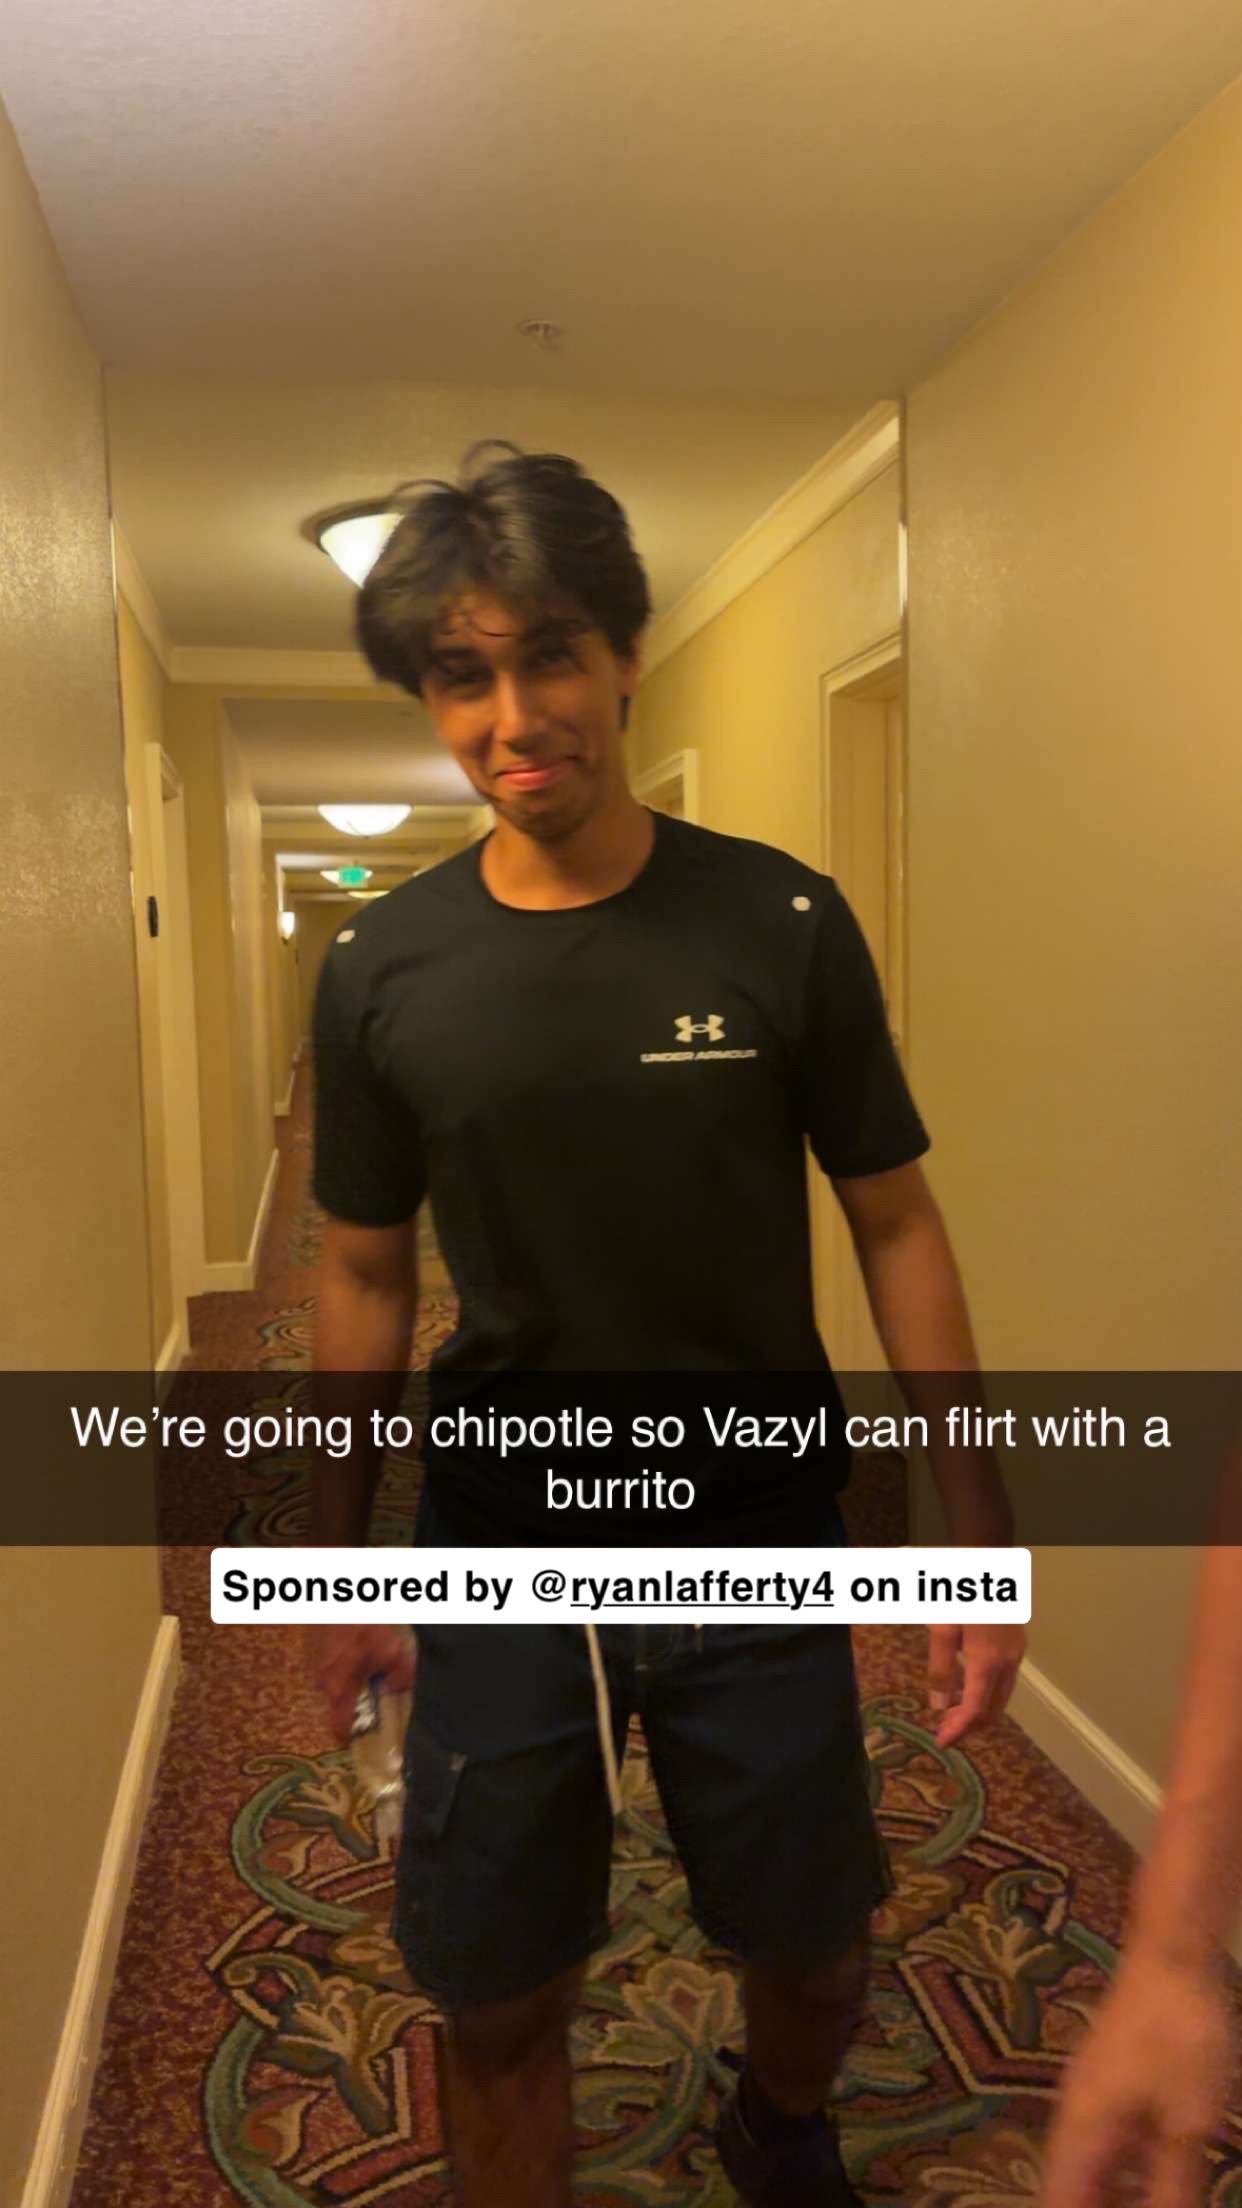 UNDER ARMOUR
We’re going to chipotle so Vazyl can flirt with a
burrito
Sponsored by @ryanlafferty4 on insta